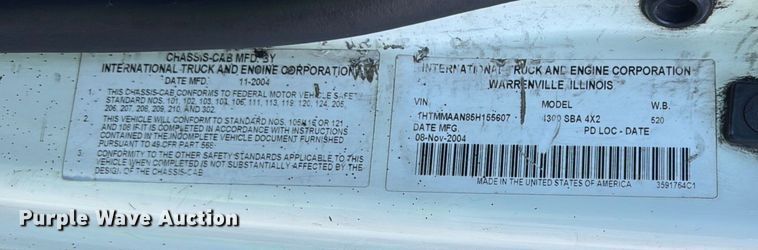 CHASSIS-CAB MFD. BY
INTERNATIONAL TRUCK AND ENGINE CORPORATION
DATE MFD. 11-2004
1. THIS CHASSIS-CAB CONFORMS TO FEDERAL MOTOR VEHICLE SAFETY
STANDARD NOS. 101, 102, 103, 104, 106, 111, 113, 116, 120, 124, 205,
206, 207, 208, 209, 210, AND 302.
2. THIS VEHICLE WILL CONFORM TO STANDARD NOS. 105, 116 OR 121,
AND 108 IF IT IS COMPLETED IN ACCORDANCE WITH INSTRUCTIONS
CONTAINED IN THE INCOMPLETE VEHICLE DOCUMENT FURNISHED
PURSUANT TO 49 CFR PART 568.
3. CONFORMITY TO THE OTHER SAFETY STANDARDS APPLICABLE TO THIS
VEHICLE WHEN COMPLETED IS NOT SUBSTANTIALLY AFFECTED BY THE
DESIGN OF THE CHASSIS-CAB.
INTERNATIONAL TRUCK AND ENGINE CORPORATION
WARRENVILLE, ILLINOIS
VIN MODEL W.B.
1HTMMAAN85H155607 4300 SBA 4X2 520
DATE MFG. PD LOC - DATE
08-Nov-2004
MADE IN THE UNITED STATES OF AMERICA 3591764C1
Purple Wave Auction